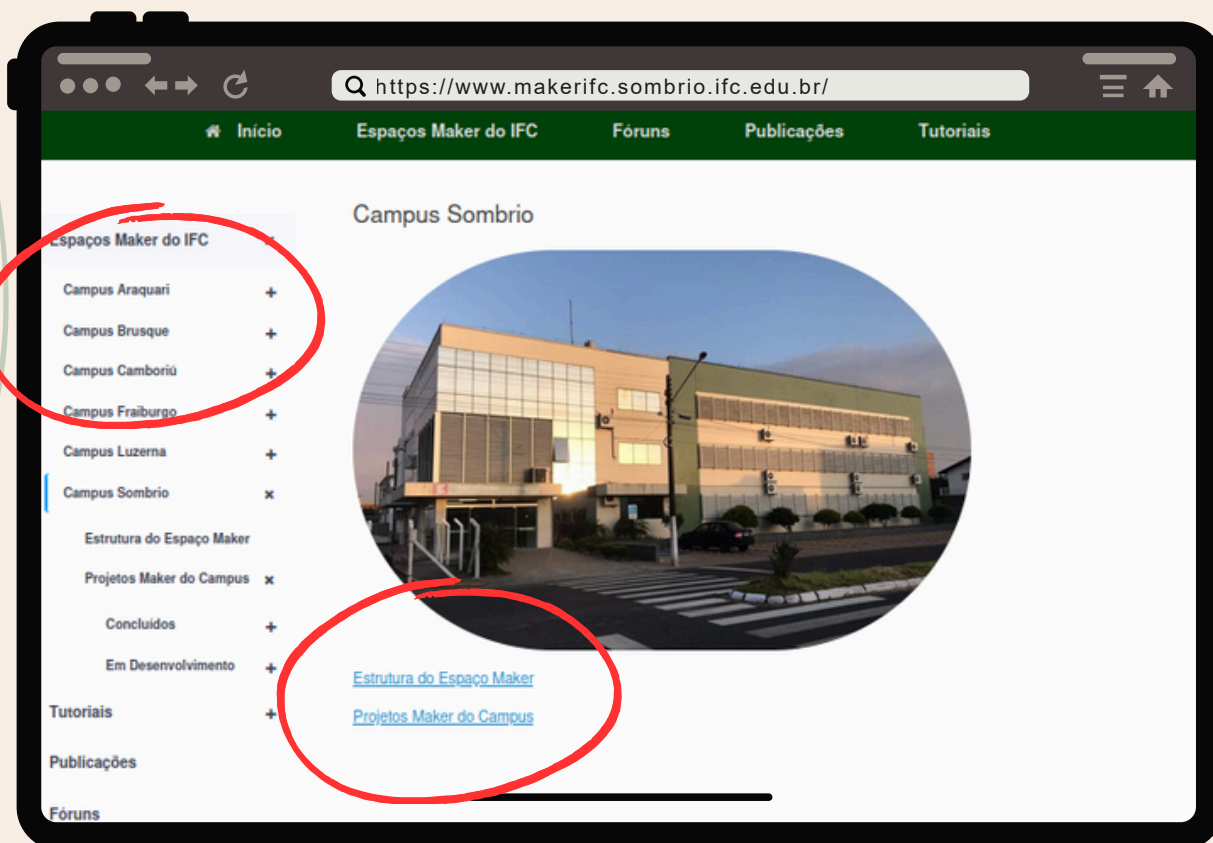 https://www.makerifc.sombrio.ifc.edu.br/
Início Espaços Maker do IFC Fóruns Publicações Tutoriais
Campus Sombrio
Espaços Maker do IFC
Campus Araquari
Campus Brusque
Campus Camboriú
Campus Fraiburgo
Campus Luzerna
Campus Sombrio
Estrutura do Espaço Maker
Projetos Maker do Campus
Concluídos
Em Desenvolvimento
Tutoriais
Publicações
Fóruns
Estrutura do Espaço Maker
Projetos Maker do Campus